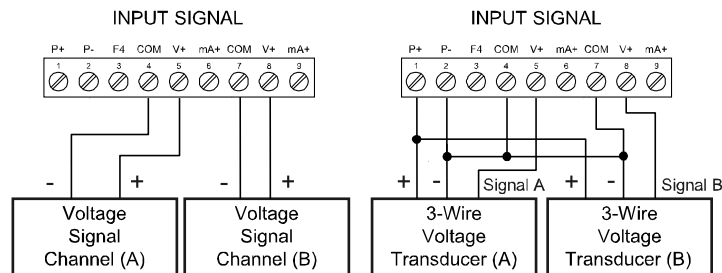 INPUT SIGNAL
P+ P- F4 COM V+ mA+ COM V+ mA+
1 2 3 4 5 6 7 8 9
- + - +
Voltage Signal Channel (A)
Voltage Signal Channel (B)
INPUT SIGNAL
P+ P- F4 COM V+ mA+ COM V+ mA+
1 2 3 4 5 6 7 8 9
+ - Signal A + - Signal B
3-Wire Voltage Transducer (A)
3-Wire Voltage Transducer (B)